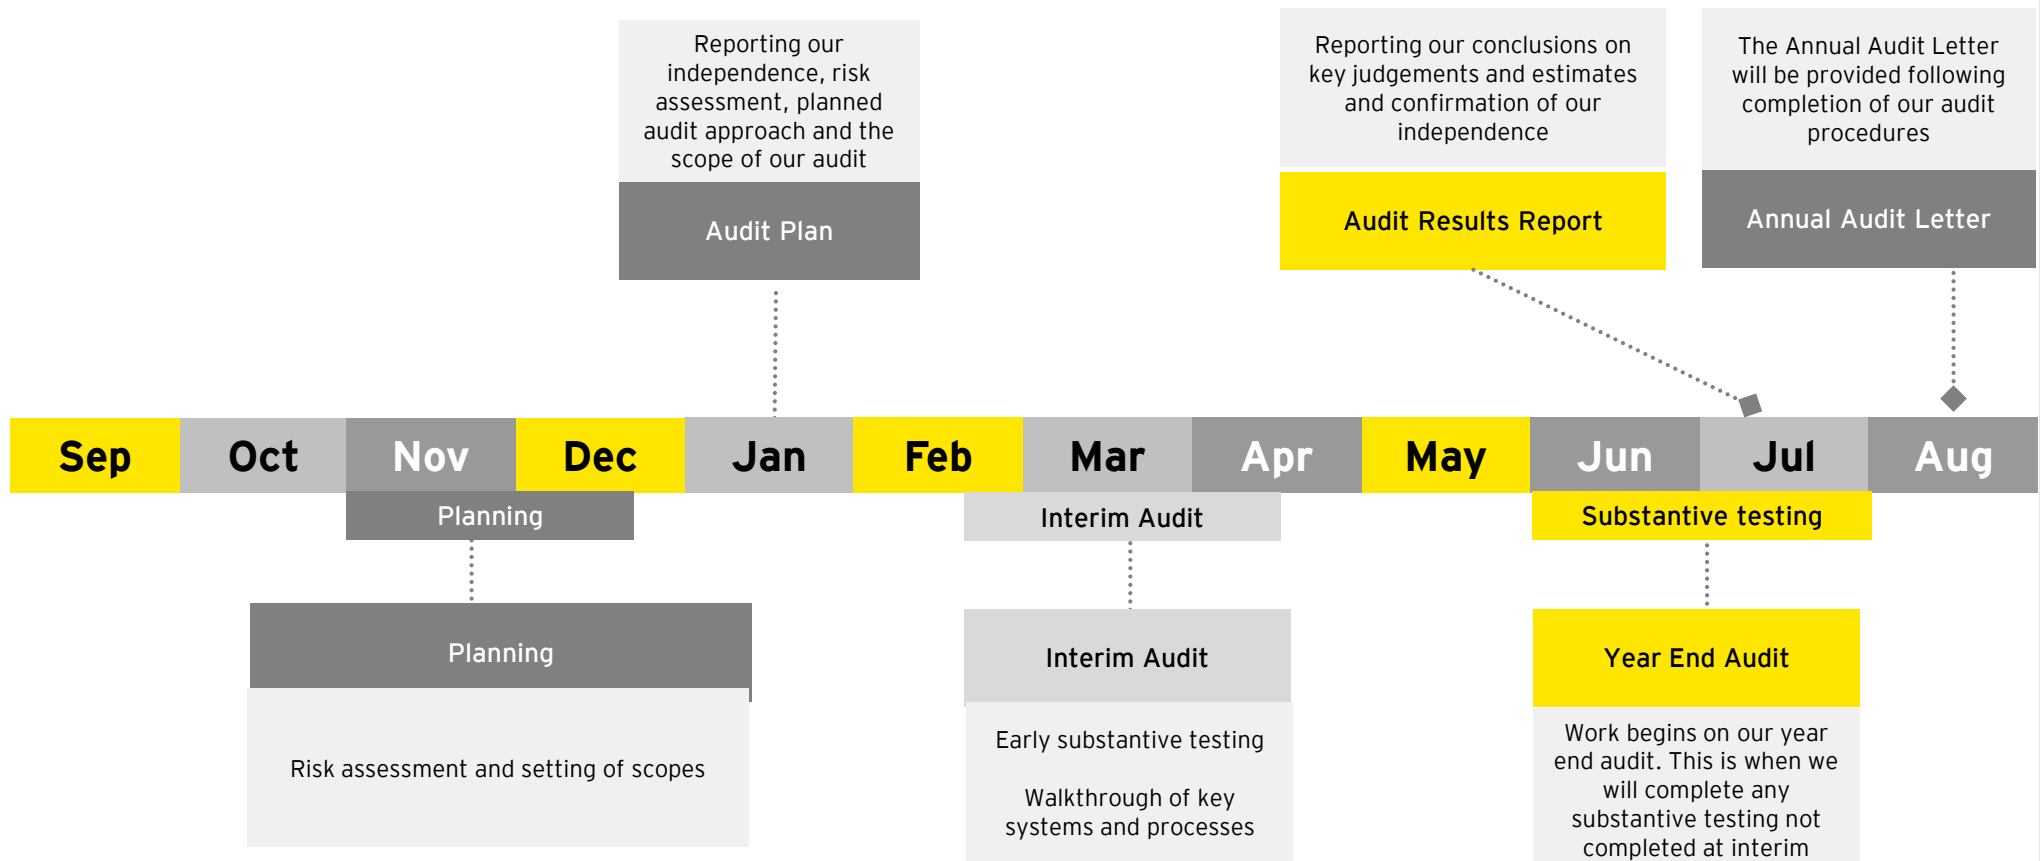 Reporting our
independence, risk
assessment, planned
audit approach and the
scope of our audit
Audit Plan
Reporting our conclusions on
key judgements and estimates
and confirmation of our
independence
Audit Results Report
The Annual Audit Letter
will be provided following
completion of our audit
procedures
Annual Audit Letter
Sep Oct Nov Dec Jan Feb Mar Apr May Jun Jul Aug
Planning
Interim Audit
Substantive testing
Planning
Risk assessment and setting of scopes
Interim Audit
Early substantive testing
Walkthrough of key
systems and processes
Year End Audit
Work begins on our year
end audit. This is when we
will complete any
substantive testing not
completed at interim